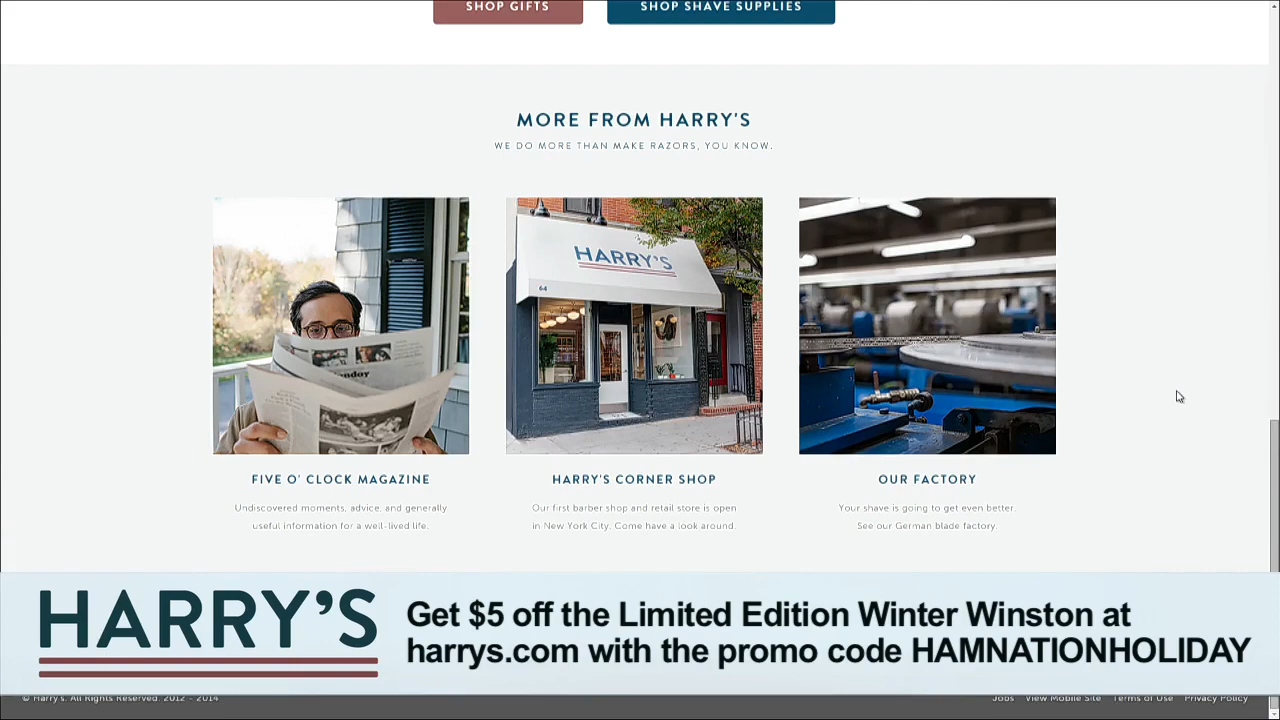 SHOP GIFTS
SHOP SHAVE SUPPLIES
MORE FROM HARRY'S
WE DO MORE THAN MAKE RAZORS, YOU KNOW.
HARRY'S
64
nday
FIVE O' CLOCK MAGAZINE
Undiscovered moments, advice, and generally
useful information for a well-lived life.
HARRY'S CORNER SHOP
Our first barber shop and retail store is open
in New York City. Come have a look around.
OUR FACTORY
Your shave is going to get even better.
See our German blade factory.
HARRY'S
Get $5 off the Limited Edition Winter Winston at
harrys.com with the promo code HAMNATIONHOLIDAY
© Harry's. All Rights Reserved. 2012 - 2014
Jobs View Mobile Site Terms of Use Privacy Policy